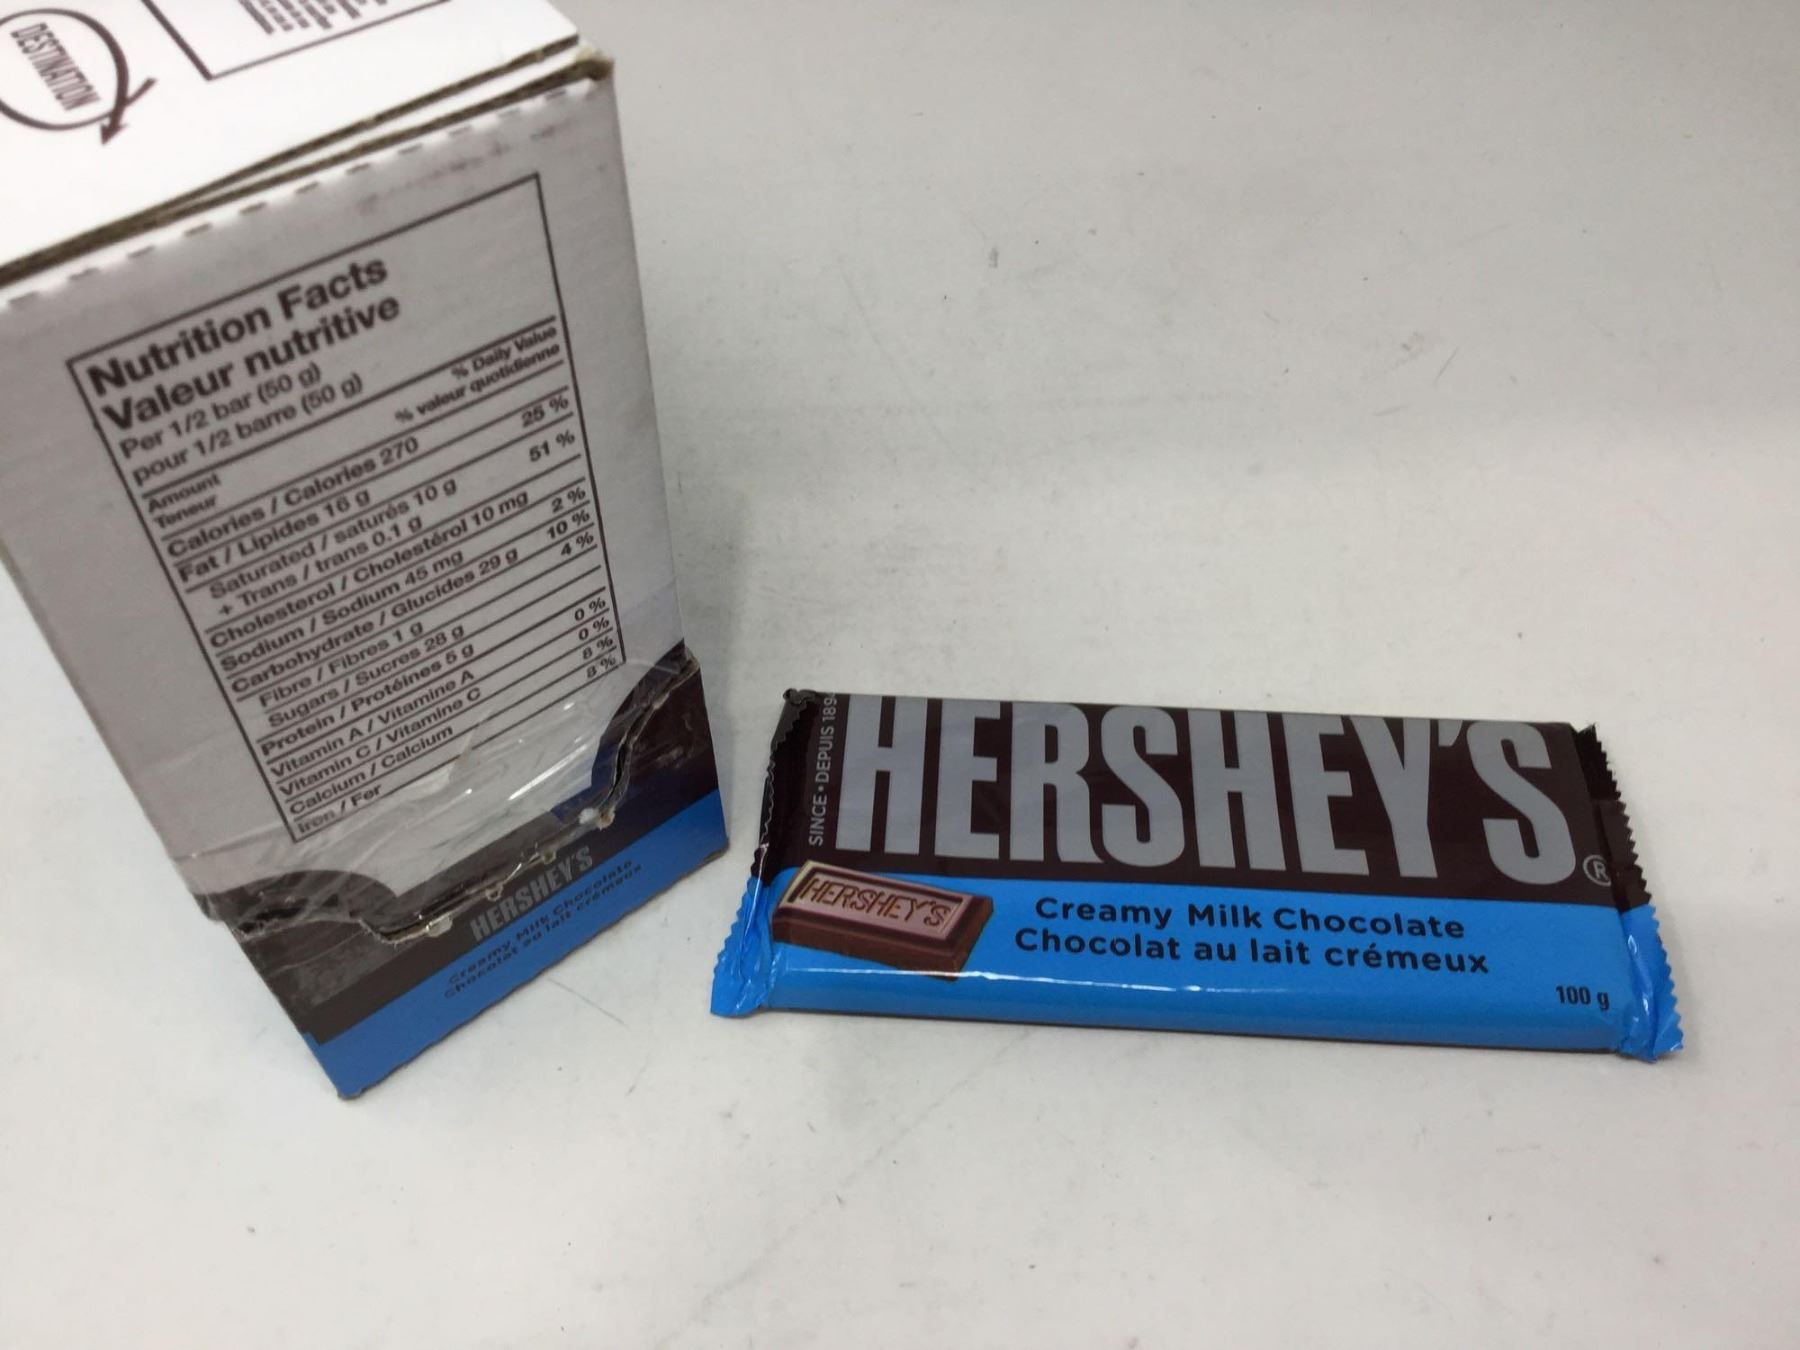 DESTINATION
Nutrition Facts
Valeur nutritive
Per 1/2 bar (50 g)
pour 1/2 barre (50 g)
Amount
Teneur
% Daily Value
% valeur quotidienne
Calories / Calories 270
Fat / Lipides 16 g 25 %
Saturated / saturés 10 g
+ Trans / trans 0.1 g 51 %
Cholesterol / Cholestérol 10 mg
Sodium / Sodium 45 mg 2 %
Carbohydrate / Glucides 29 g 10 %
Fibre / Fibres 1 g 4 %
Sugars / Sucres 28 g
Protein / Protéines 5 g
Vitamin A / Vitamine A 0 %
Vitamin C / Vitamine C 0 %
Calcium / Calcium 8 %
Iron / Fer 8 %
HERSHEY'S
Creamy Milk Chocolate
Chocolat au lait crémeux
SINCE • DEPUIS 189
HERSHEY'S®
HERSHEY'S
Creamy Milk Chocolate
Chocolat au lait crémeux
100 g